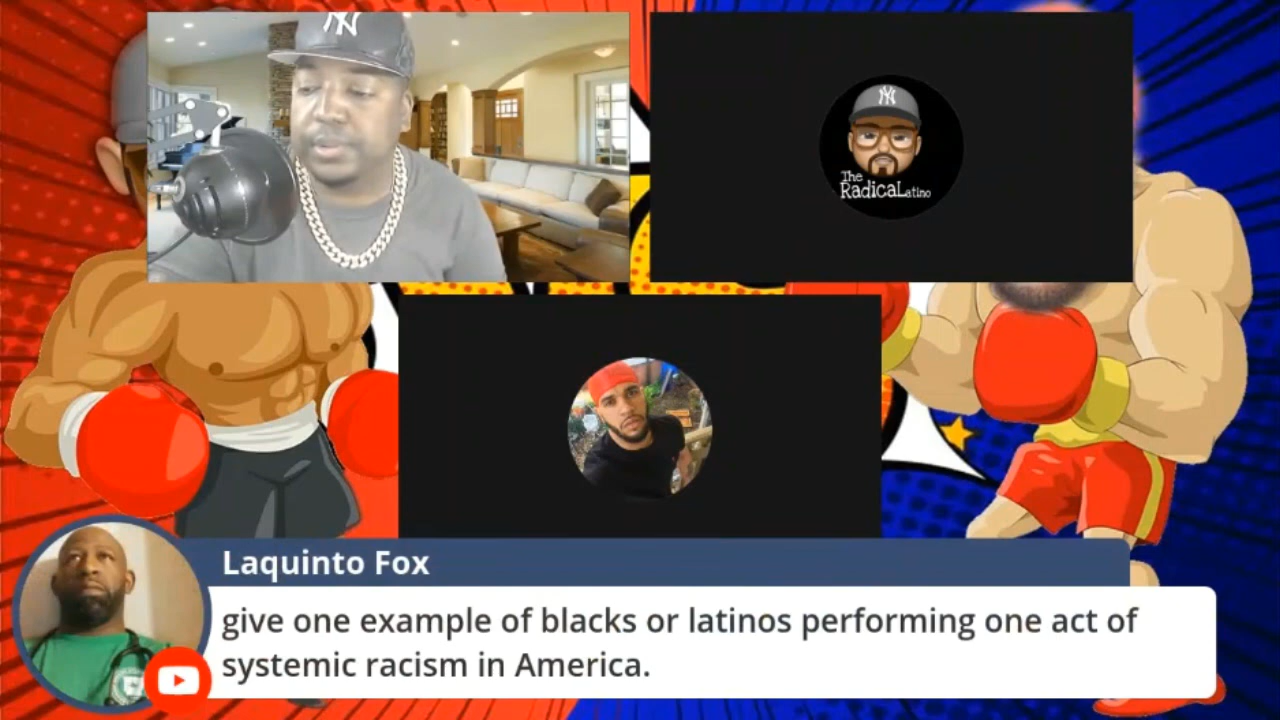 NY
NY
The
RadicaLatino
Laquinto Fox
give one example of blacks or latinos performing one act of
systemic racism in America.